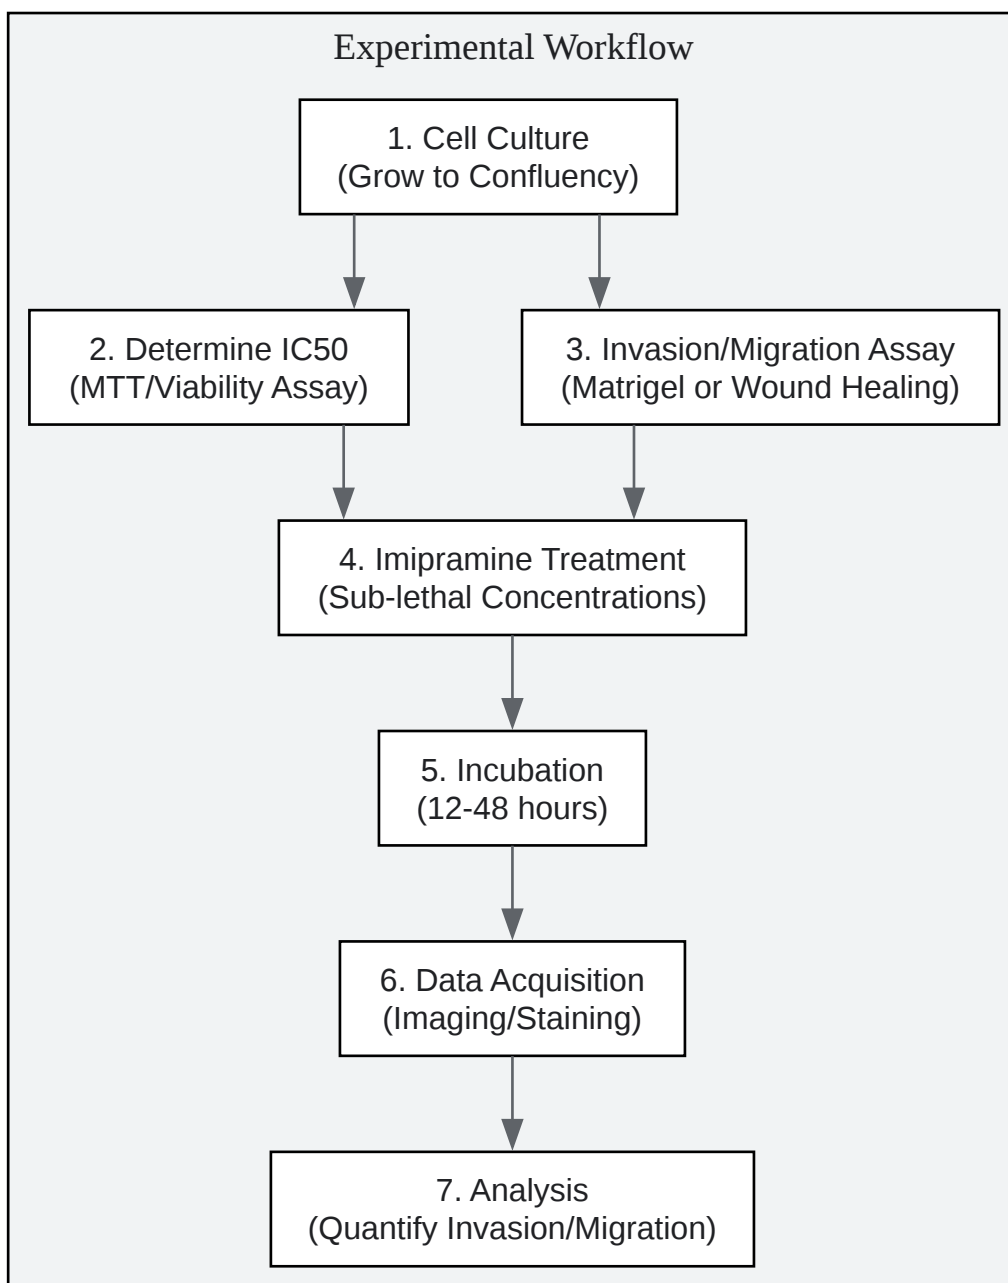 Experimental Workflow
1. Cell Culture
(Grow to Confluency)
2. Determine IC50
(MTT/Viability Assay)
3. Invasion/Migration Assay
(Matrigel or Wound Healing)
4. Imipramine Treatment
(Sub-lethal Concentrations)
5. Incubation
(12-48 hours)
6. Data Acquisition
(Imaging/Staining)
7. Analysis
(Quantify Invasion/Migration)